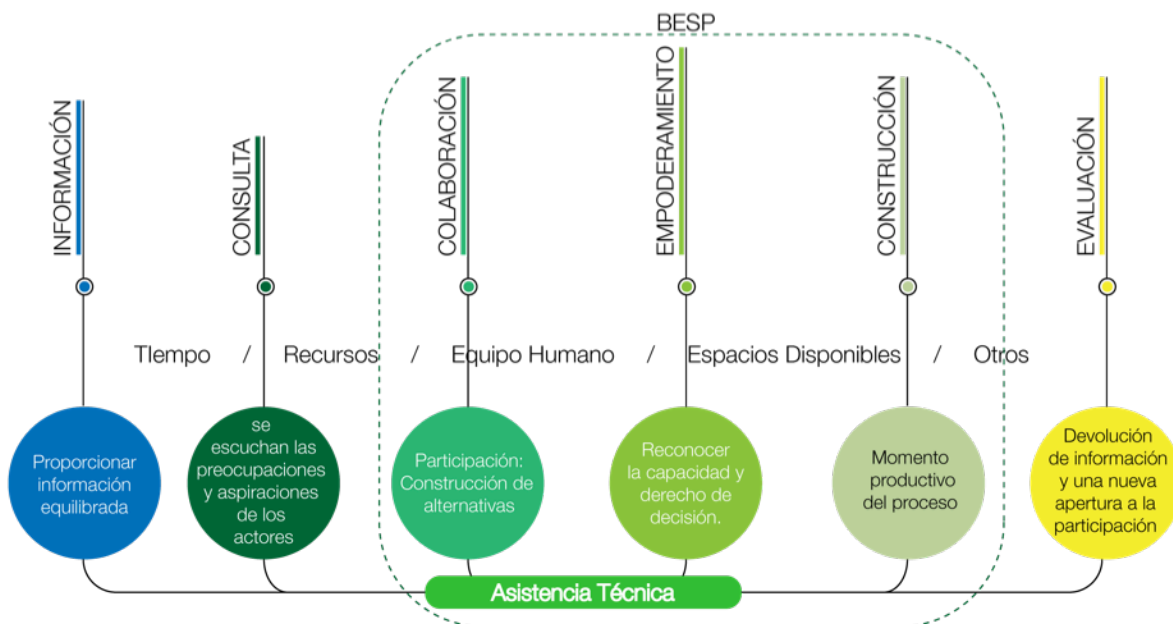 BESP
INFORMACIÓN
CONSULTA
COLABORACIÓN
EMPODERAMIENTO
CONSTRUCCIÓN
EVALUACIÓN
TIempo / Recursos / Equipo Humano / Espacios Disponibles / Otros
Proporcionar
información
equilibrada
se
escuchan las
preocupaciones
y aspiraciones
de los
actores
Participación:
Construcción de
alternativas
Reconocer
la capacidad y
derecho de
decisión.
Momento
productivo
del proceso
Devolución
de información
y una nueva
apertura a la
participación
Asistencia Técnica